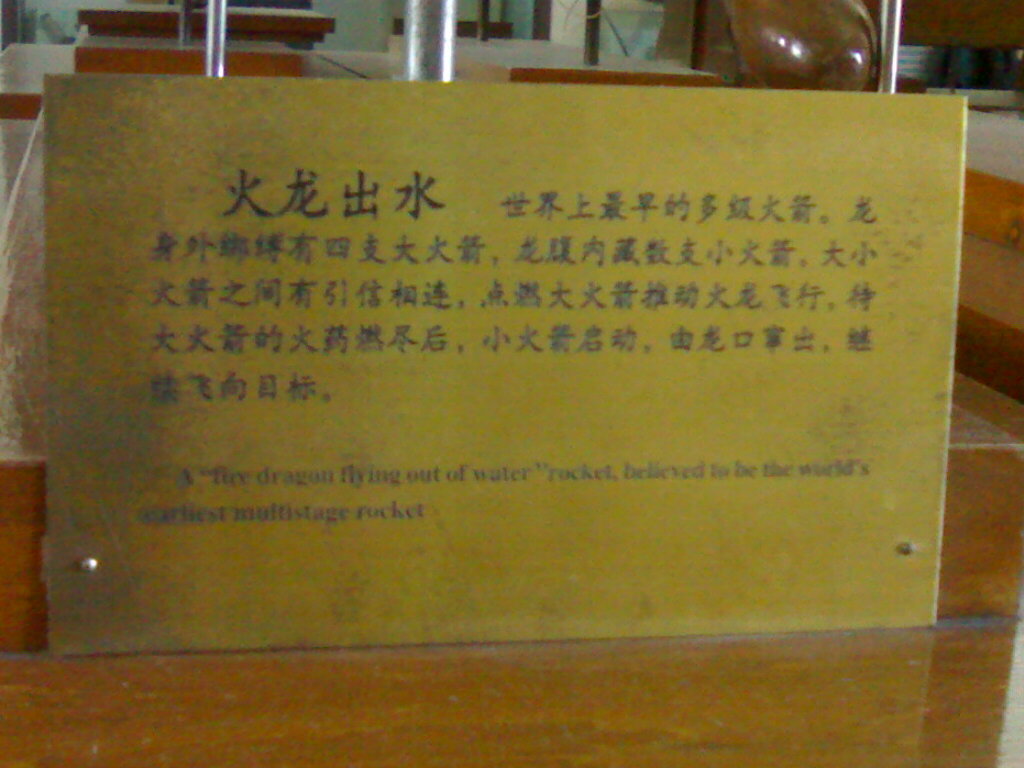 火龙出水 世界上最早的多级火箭。龙
身外绑缚有四支大火箭，龙腹内藏数支小火箭。大小
火箭之间有引信相连，点燃大火箭推动火龙飞行，待
大火箭的火药燃尽后，小火箭启动，由龙口窜出，继
续飞向目标。
A "fire dragon flying out of water" rocket, believed to be the world's
earliest multistage rocket